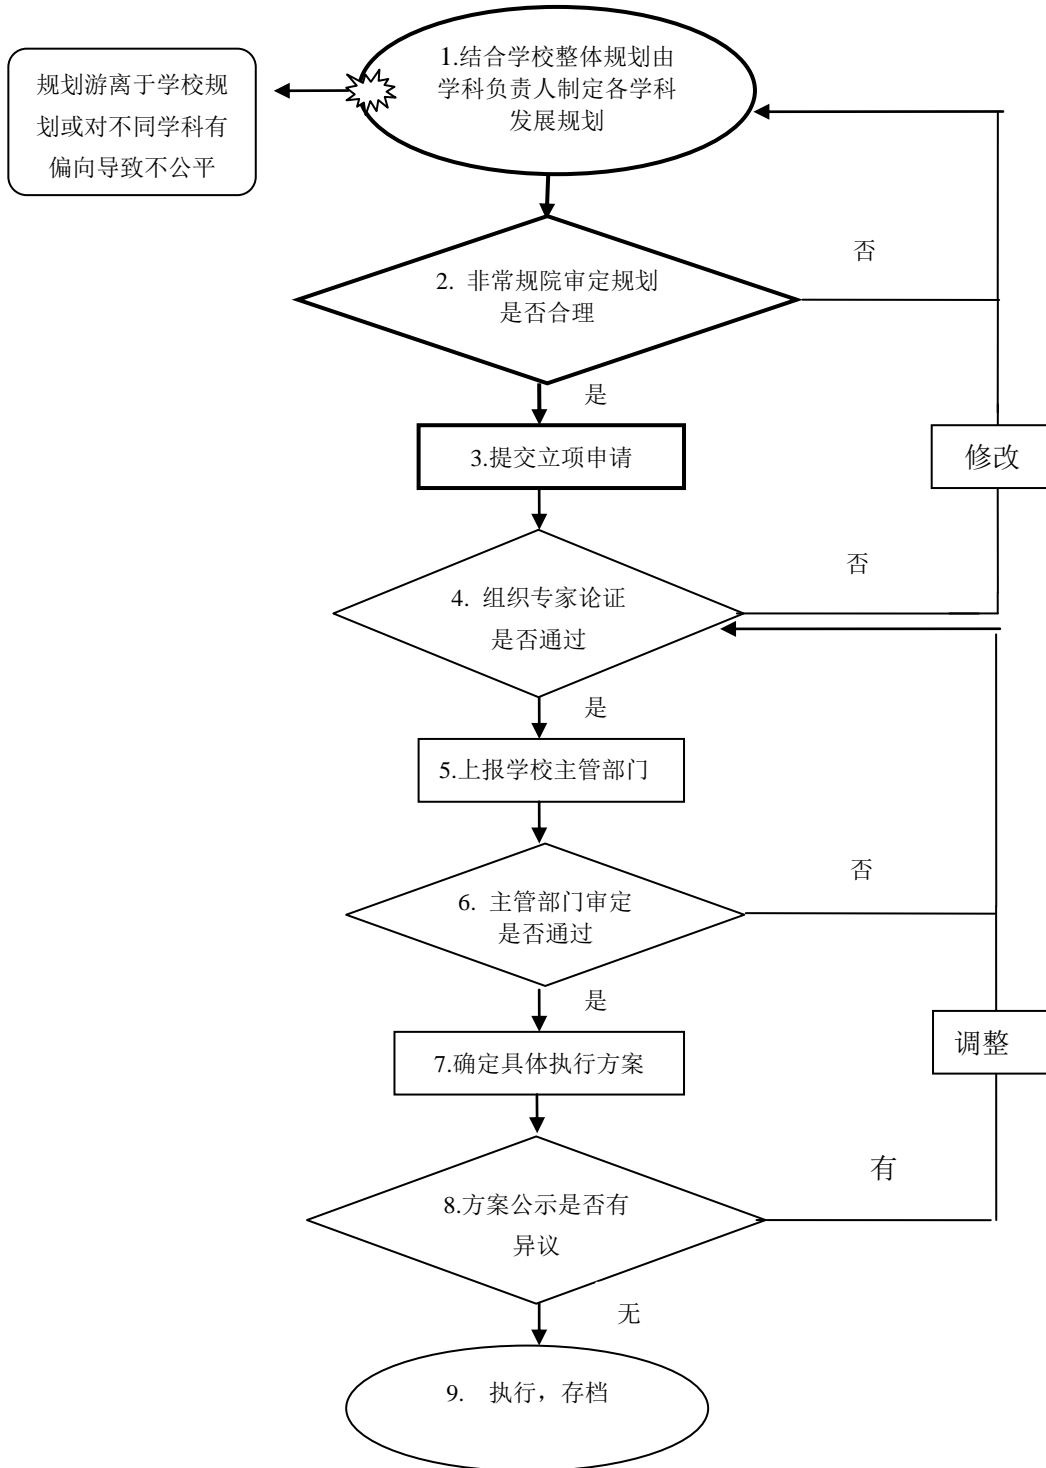 1.结合学校整体规划由
学科负责人制定各学科
发展规划
规划游离于学校规
划或对不同学科有
偏向导致不公平
2. 非常规院审定规划
是否合理
否
是
3.提交立项申请
修改
4. 组织专家论证
是否通过
否
是
5.上报学校主管部门
6. 主管部门审定
是否通过
否
是
7.确定具体执行方案
调整
8.方案公示是否有
异议
有
无
9. 执行，存档